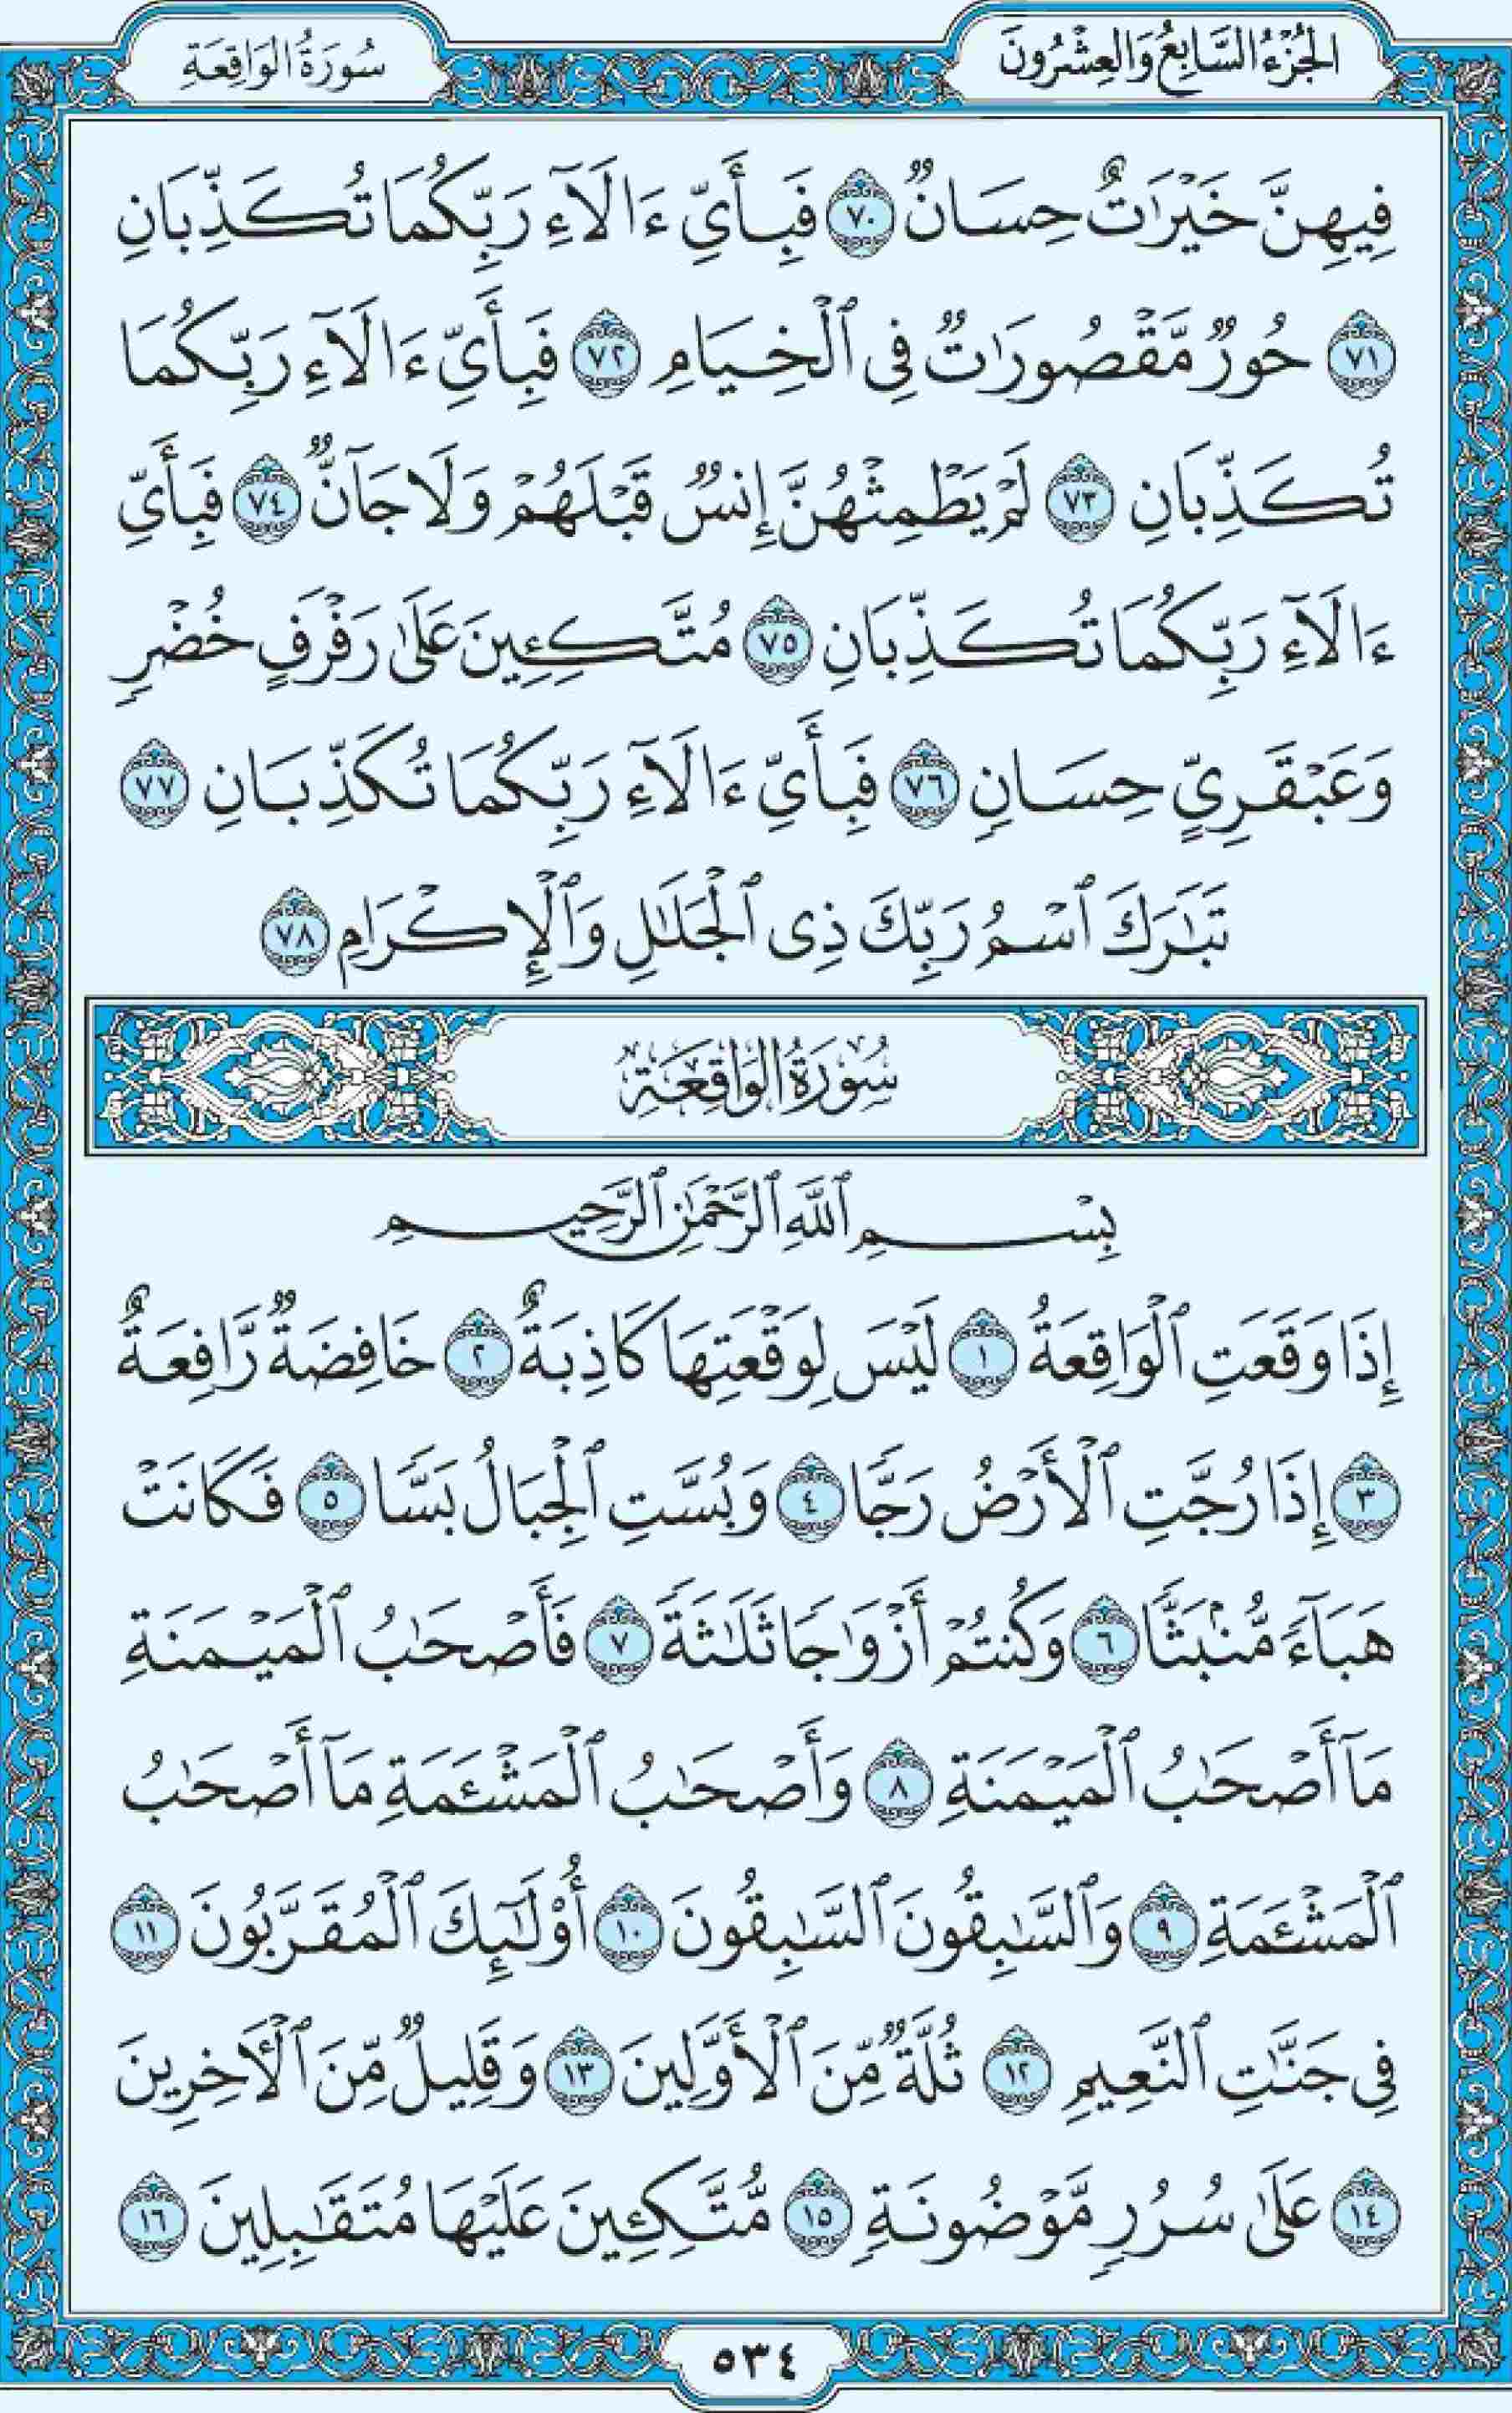 الجُزْءُ السَّابِعُ وَالعِشْرُونَ
سُورَةُ الوَاقِعَةِ
فِيهِنَّ خَيْرَٰتٌ حِسَانٌ ٧٠ فَبِأَيِّ ءَالَآءِ رَبِّكُمَا تُكَذِّبَانِ
٧١ حُورٌ مَّقْصُورَٰتٌ فِى ٱلْخِيَامِ ٧٢ فَبِأَيِّ ءَالَآءِ رَبِّكُمَا
تُكَذِّبَانِ ٧٣ لَمْ يَطْمِثْهُنَّ إِنسٌ قَبْلَهُمْ وَلَا جَآنٌّ ٧٤ فَبِأَيِّ
ءَالَآءِ رَبِّكُمَا تُكَذِّبَانِ ٧٥ مُتَّكِـِٔينَ عَلَىٰ رَفْرَفٍ خُضْرٍ
وَعَبْقَرِيٍّ حِسَانٍ ٧٦ فَبِأَيِّ ءَالَآءِ رَبِّكُمَا تُكَذِّبَانِ ٧٧
تَبَٰرَكَ ٱسْمُ رَبِّكَ ذِى ٱلْجَلَٰلِ وَٱلْإِكْرَامِ ٧٨
سُورَةُ الوَاقِعَةِ
بِسْمِ ٱللَّهِ ٱلرَّحْمَٰنِ ٱلرَّحِيمِ
إِذَا وَقَعَتِ ٱلْوَاقِعَةُ ١ لَيْسَ لِوَقْعَتِهَا كَاذِبَةٌ ٢ خَافِضَةٌ رَّافِعَةٌ
٣ إِذَا رُجَّتِ ٱلْأَرْضُ رَجًّا ٤ وَبُسَّتِ ٱلْجِبَالُ بَسًّا ٥ فَكَانَتْ
هَبَآءً مُّنۢبَثًّا ٦ وَكُنتُمْ أَزْوَٰجًا ثَلَٰثَةً ٧ فَأَصْحَٰبُ ٱلْمَيْمَنَةِ
مَآ أَصْحَٰبُ ٱلْمَيْمَنَةِ ٨ وَأَصْحَٰبُ ٱلْمَشْـَٔمَةِ مَآ أَصْحَٰبُ
ٱلْمَشْـَٔمَةِ ٩ وَٱلسَّٰبِقُونَ ٱلسَّٰبِقُونَ ١٠ أُو۟لَٰٓئِكَ ٱلْمُقَرَّبُونَ ١١
فِى جَنَّٰتِ ٱلنَّعِيمِ ١٢ ثُلَّةٌ مِّنَ ٱلْأَوَّلِينَ ١٣ وَقَلِيلٌ مِّنَ ٱلْـَٔاخِرِينَ
١٤ عَلَىٰ سُرُرٍ مَّوْضُونَةٍ ١٥ مُّتَّكِـِٔينَ عَلَيْهَا مُتَقَٰبِلِينَ ١٦
٥٣٤